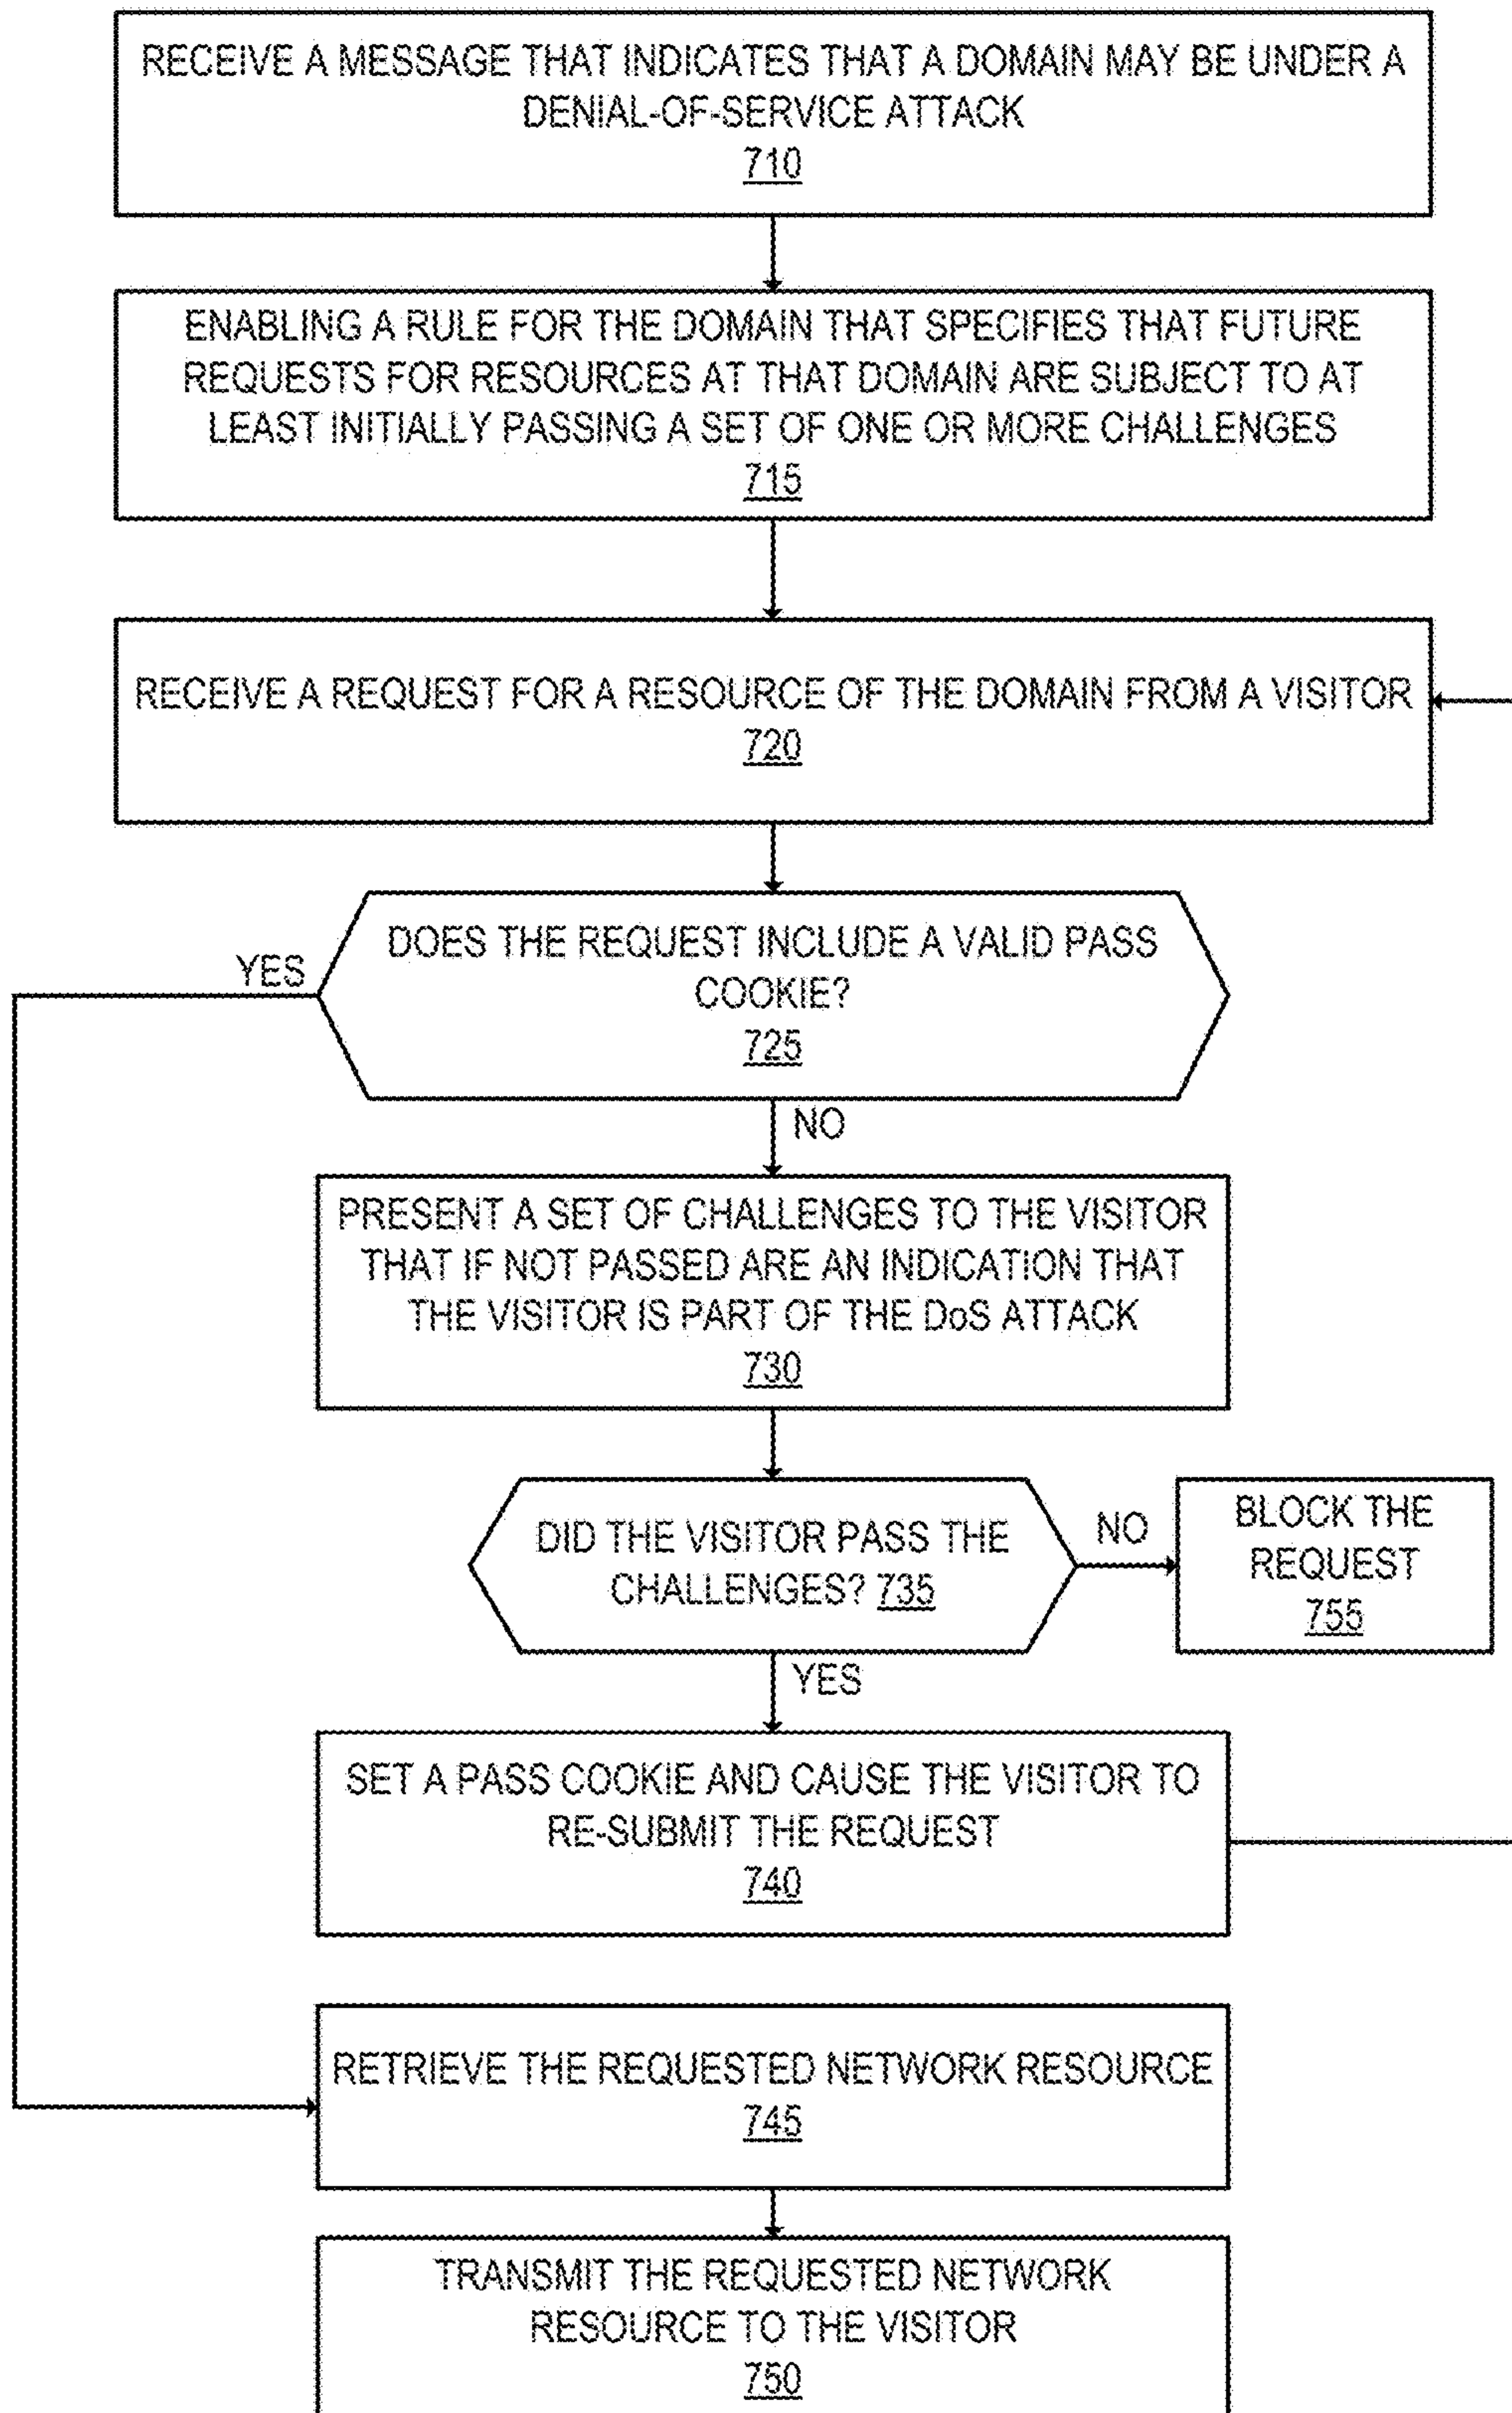 RECEIVE A MESSAGE THAT INDICATES THAT A DOMAIN MAY BE UNDER A
DENIAL-OF-SERVICE ATTACK
710
ENABLING A RULE FOR THE DOMAIN THAT SPECIFIES THAT FUTURE
REQUESTS FOR RESOURCES AT THAT DOMAIN ARE SUBJECT TO AT
LEAST INITIALLY PASSING A SET OF ONE OR MORE CHALLENGES
715
RECEIVE A REQUEST FOR A RESOURCE OF THE DOMAIN FROM A VISITOR
720
DOES THE REQUEST INCLUDE A VALID PASS
YES
COOKIE?
725
NO
PRESENT A SET OF CHALLENGES TO THE VISITOR
THAT IF NOT PASSED ARE AN INDICATION THAT
THE VISITOR IS PART OF THE DoS ATTACK
730
DID THE VISITOR PASS THE
CHALLENGES? 735
NO
BLOCK THE
REQUEST
755
YES
SET A PASS COOKIE AND CAUSE THE VISITOR TO
RE-SUBMIT THE REQUEST
740
RETRIEVE THE REQUESTED NETWORK RESOURCE
745
TRANSMIT THE REQUESTED NETWORK
RESOURCE TO THE VISITOR
750